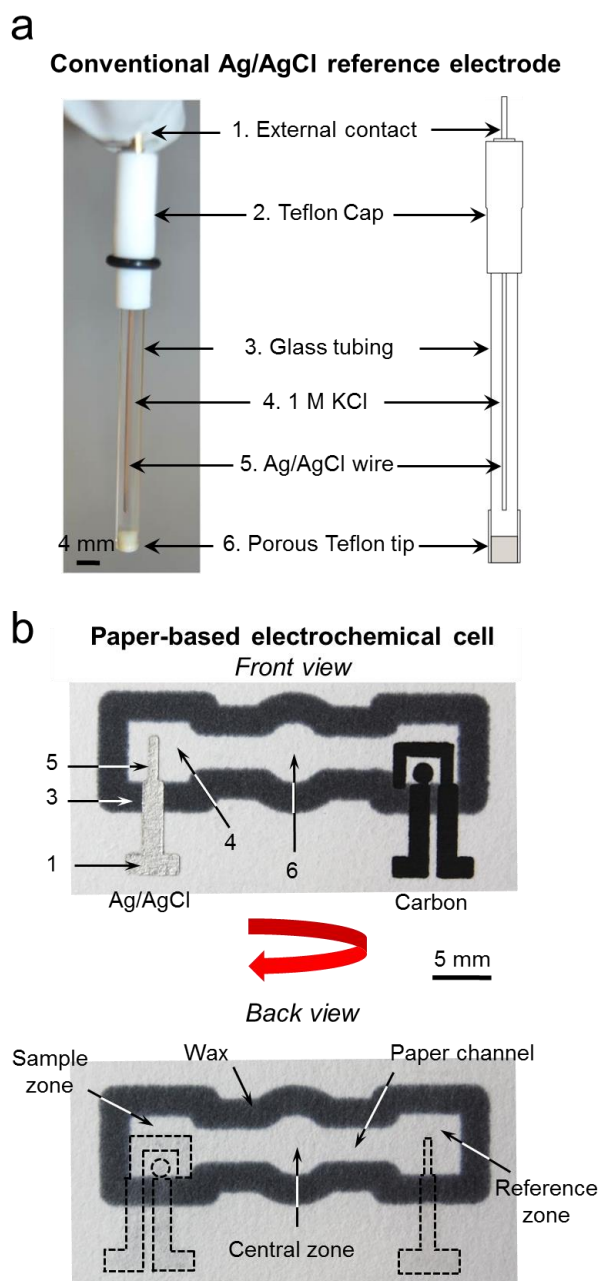 a
Conventional Ag/AgCl reference electrode
1. External contact
2. Teflon Cap
3. Glass tubing
4. 1 M KCl
5. Ag/AgCl wire
4 mm
6. Porous Teflon tip
b
Paper-based electrochemical cell
Front view
5
3
4
6
1
Ag/AgCl
Carbon
5 mm
Back view
Sample zone
Wax
Paper channel
Central zone
Reference zone